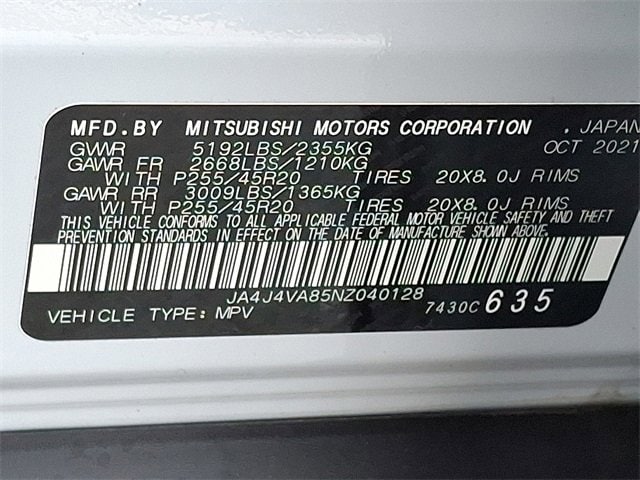 MFD.BY MITSUBISHI MOTORS CORPORATION , JAPAN
GVWR 5192LBS/2355KG OCT 2021
GAWR FR 2668LBS/1210KG
WITH P255/45R20 TIRES 20X8.0J RIMS
GAWR RR 3009LBS/1365KG
WITH P255/45R20 TIRES 20X8.0J RIMS
THIS VEHICLE CONFORMS TO ALL APPLICABLE FEDERAL MOTOR VEHICLE SAFETY AND THEFT
PREVENTION STANDARDS IN EFFECT ON THE DATE OF MANUFACTURE SHOWN ABOVE.
JA4J4VA85NZ040128
VEHICLE TYPE: MPV 7430C 635